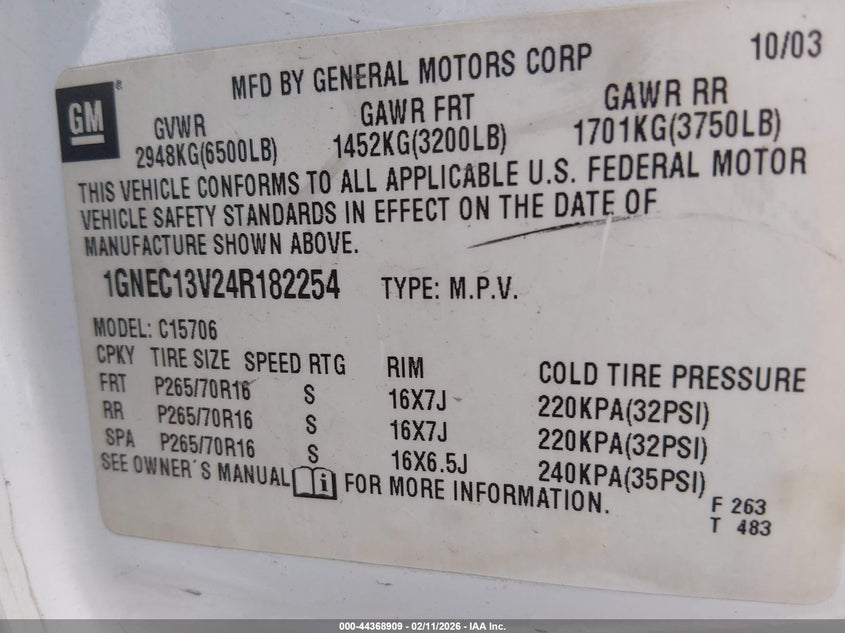 10/03
MFD BY GENERAL MOTORS CORP
GM
GVWR GAWR FRT GAWR RR
2948KG(6500LB) 1452KG(3200LB) 1701KG(3750LB)
THIS VEHICLE CONFORMS TO ALL APPLICABLE U.S. FEDERAL MOTOR
VEHICLE SAFETY STANDARDS IN EFFECT ON THE DATE OF
MANUFACTURE SHOWN ABOVE.
1GNEC13V24R182254 TYPE: M.P.V.
MODEL: C15706
CPKY TIRE SIZE SPEED RTG RIM COLD TIRE PRESSURE
FRT P265/70R16 S 16X7J 220KPA(32PSI)
RR P265/70R16 S 16X7J 220KPA(32PSI)
SPA P265/70R16 S 16X6.5J 240KPA(35PSI)
SEE OWNER´S MANUAL i FOR MORE INFORMATION.
F 263
T 483
000-44368909 - 02/11/2026 - IAA Inc.